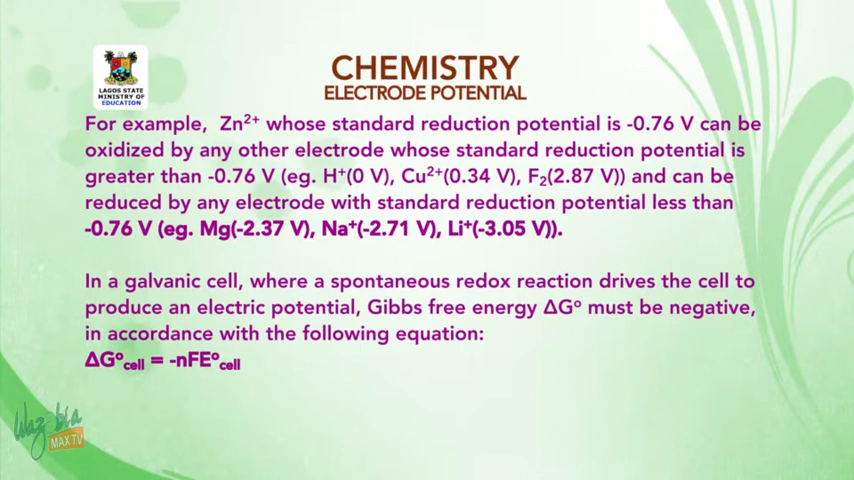 LAGOS STATE
MINISTRY OF
EDUCATION
CHEMISTRY
ELECTRODE POTENTIAL
For example, Zn²⁺ whose standard reduction potential is -0.76 V can be
oxidized by any other electrode whose standard reduction potential is
greater than -0.76 V (eg. H⁺(0 V), Cu²⁺(0.34 V), F₂(2.87 V)) and can be
reduced by any electrode with standard reduction potential less than
-0.76 V (eg. Mg(-2.37 V), Na⁺(-2.71 V), Li⁺(-3.05 V)).
In a galvanic cell, where a spontaneous redox reaction drives the cell to
produce an electric potential, Gibbs free energy ΔGº must be negative,
in accordance with the following equation:
ΔGº cell = -nFEº cell
Wazobia
MAX TV